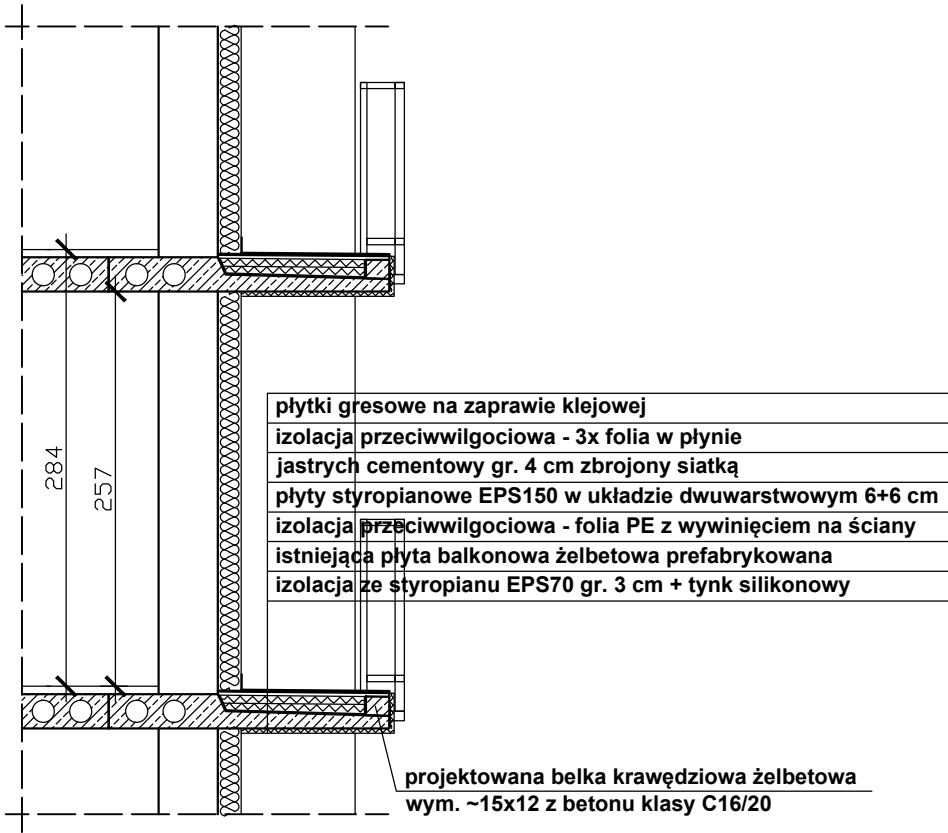 284
257
płytki gresowe na zaprawie klejowej
izolacja przeciwwilgociowa - 3x folia w płynie
jastrych cementowy gr. 4 cm zbrojony siatką
płyty styropianowe EPS150 w układzie dwuwarstwowym 6+6 cm
izolacja przeciwwilgociowa - folia PE z wywinięciem na ściany
istniejąca płyta balkonowa żelbetowa prefabrykowana
izolacja ze styropianu EPS70 gr. 3 cm + tynk silikonowy
projektowana belka krawędziowa żelbetowa
wym. ~15x12 z betonu klasy C16/20